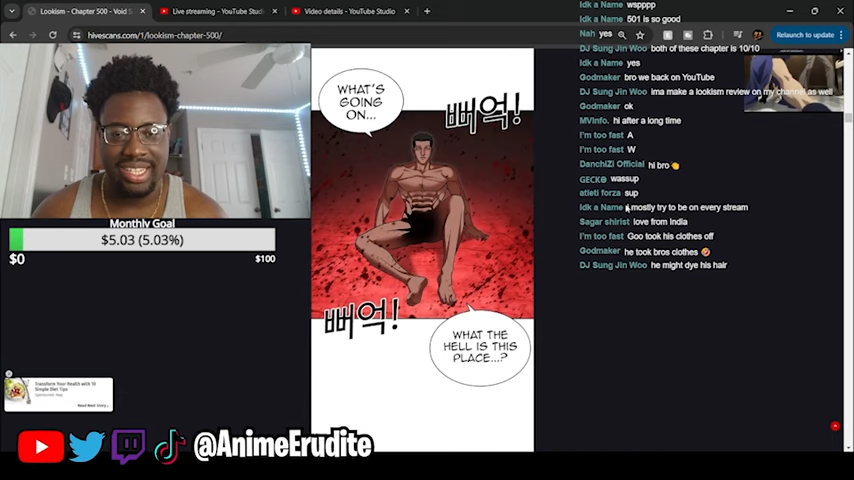 Lookism - Chapter 500 - Void S
Live streaming - YouTube Studi
Video details - YouTube Studio
hivescans.com/1/lookism-chapter-500/
Relaunch to update
WHAT'S
GOING
ON...
뻐억!
뻐억!
WHAT THE
HELL IS THIS
PLACE...?
Monthly Goal
$5.03 (5.03%)
$0
$100
Transform Your Health with 10
Simple Diet Tips
Read Next Story
@AnimeErudite
Idk a Name wspppp
Idk a Name 501 is so good
Nah yes
DJ Sung Jin Woo both of these chapter is 10/10
Idk a Name yes
Godmaker bro we back on YouTube
DJ Sung Jin Woo ima make a lookism review on my channel as well
Godmaker ok
MVInfo. hi after a long time
I'm too fast A
I'm too fast W
DanchiZi Official hi bro 👋
GECK@ wassup
atleti forza sup
Idk a Name I mostly try to be on every stream
Sagar shirist love from India
I'm too fast Goo took his clothes off
Godmaker he took bros clothes 🤣
DJ Sung Jin Woo he might dye his hair